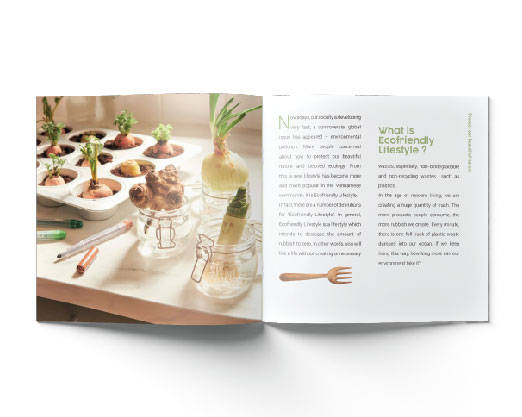 Nowadays, our society is developing
very fast, a controversial global
issue has appeared - environmental
pollution. More people concerned
about how to protect our beautiful
nature and beloved ecology. From
this a new lifestyle has become more
and more popular in the Vietnamese
community, the Ecofriendly Lifestyle.
In fact, there are a number of definitions
for "Ecofriendly Lifestyle". In general,
Ecofriendly Lifestyle is a lifestyle which
intends to decrease the amount of
rubbish to zero. In other words, one will
live a life without creating unnecessary
What is
Ecofriendly
Lifestyle ?
wastes, especially, non-biodegradable
and non-recycling wastes such as
plastics.
In the age of modern living, we are
creating a huge quantity of trash. The
more products people consume, the
more rubbish we create. Every minute,
there is one full truck of plastic waste
dumped into our ocean. If we keep
living this way, how long more can our
environment take it?